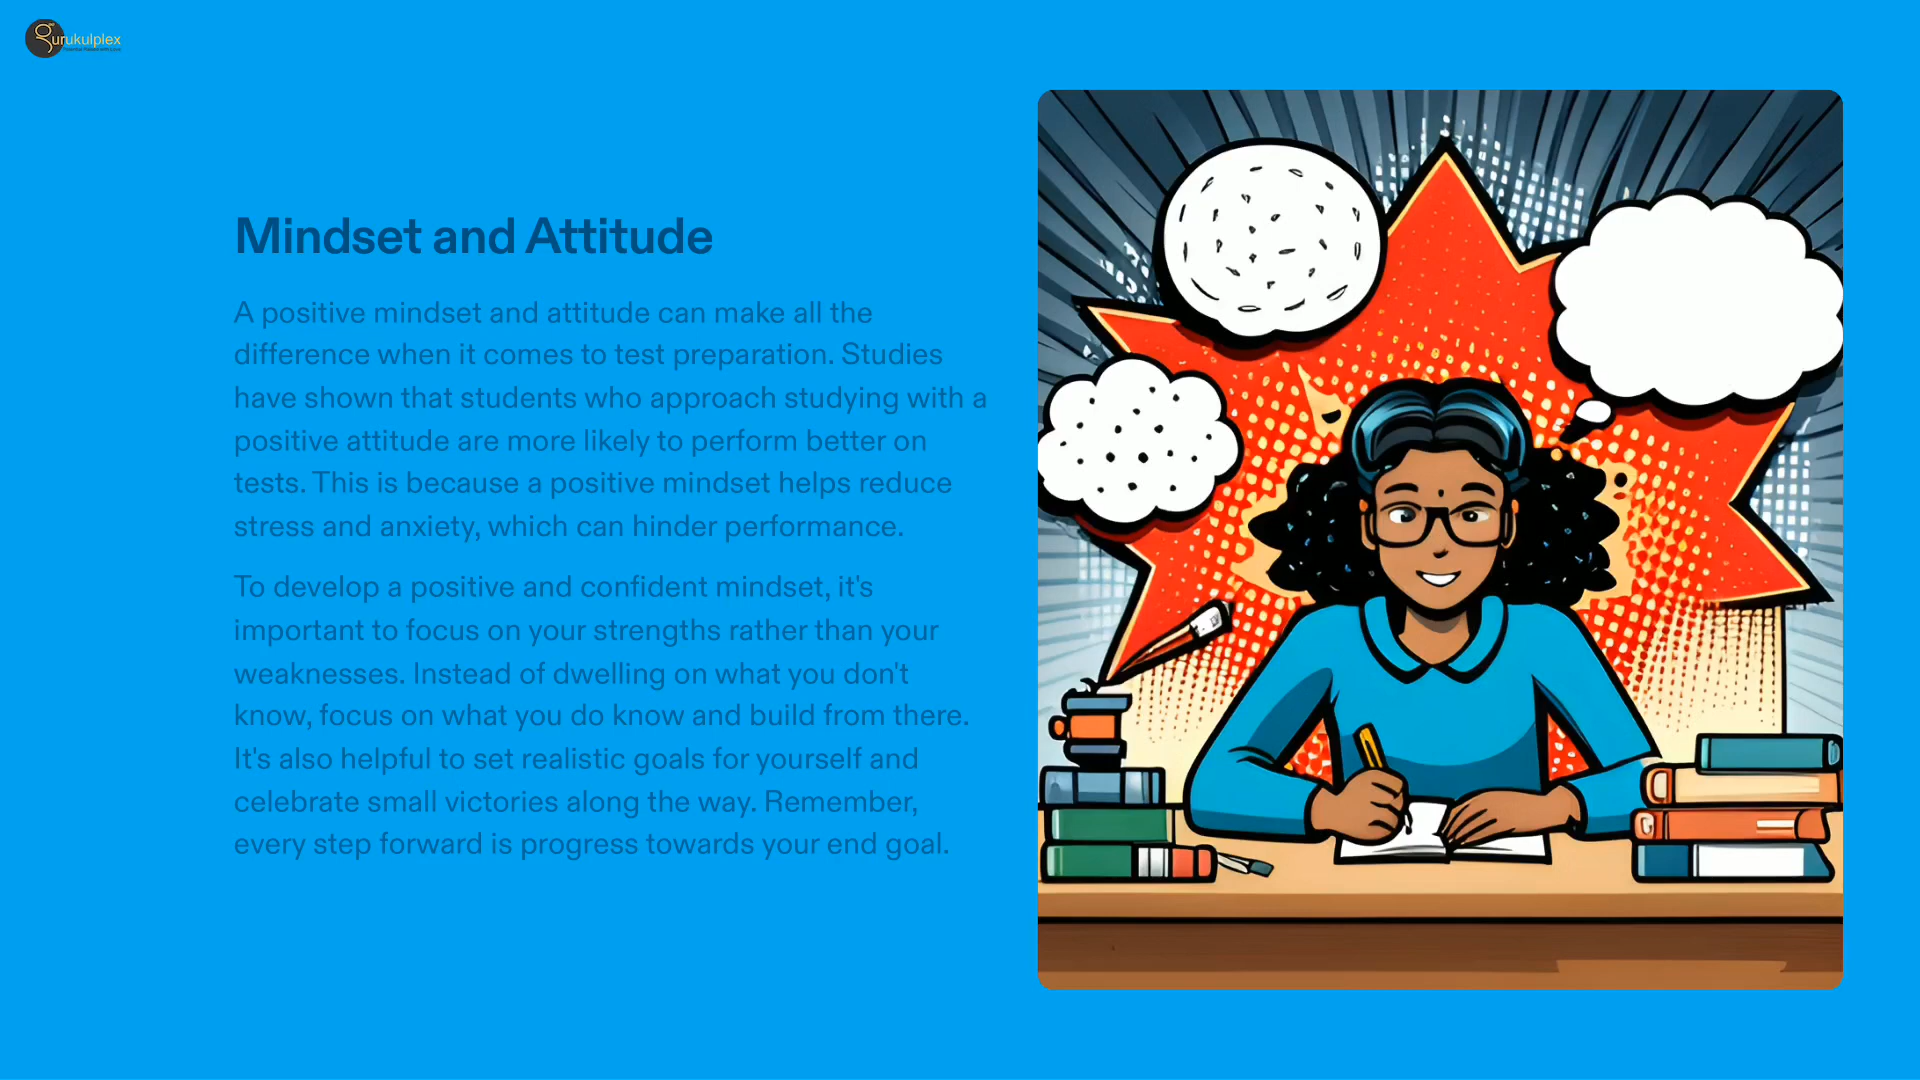 gurukulplex
Mindset and Attitude
A positive mindset and attitude can make all the
difference when it comes to test preparation. Studies
have shown that students who approach studying with a
positive attitude are more likely to perform better on
tests. This is because a positive mindset helps reduce
stress and anxiety, which can hinder performance.
To develop a positive and confident mindset, it's
important to focus on your strengths rather than your
weaknesses. Instead of dwelling on what you don't
know, focus on what you do know and build from there.
It's also helpful to set realistic goals for yourself and
celebrate small victories along the way. Remember,
every step forward is progress towards your end goal.